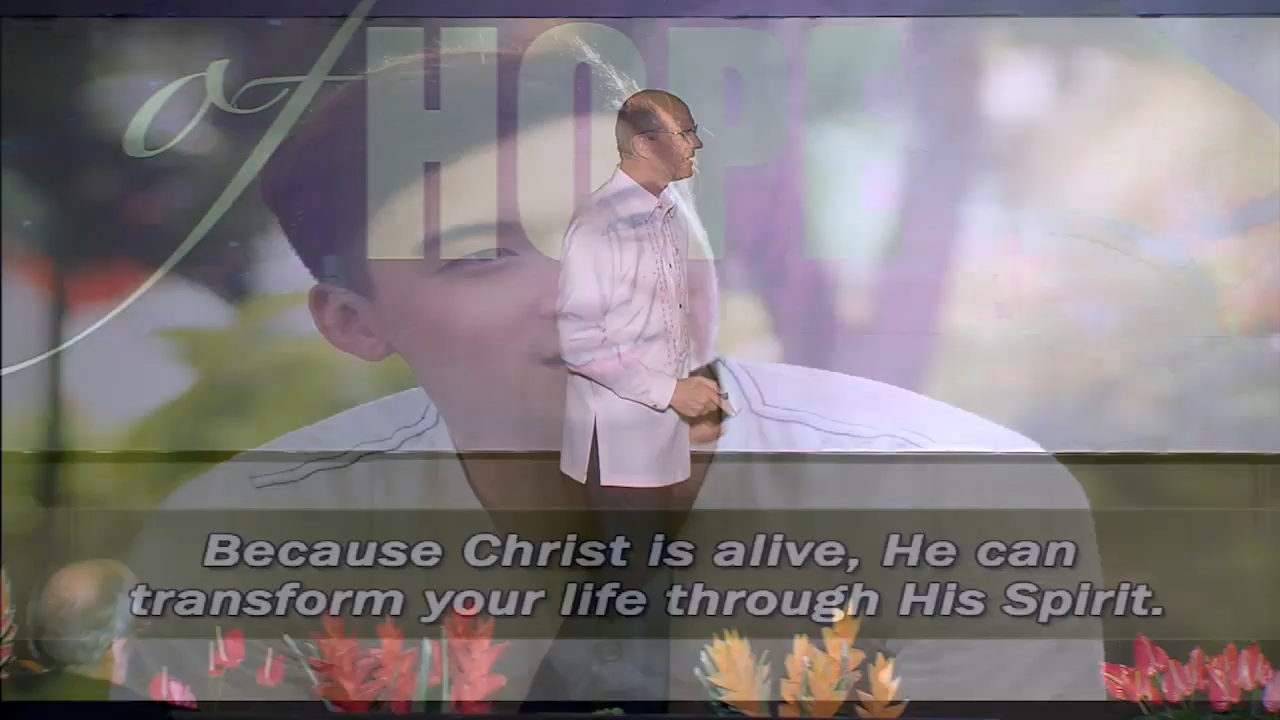 of HOPE
Because Christ is alive, He can
transform your life through His Spirit.